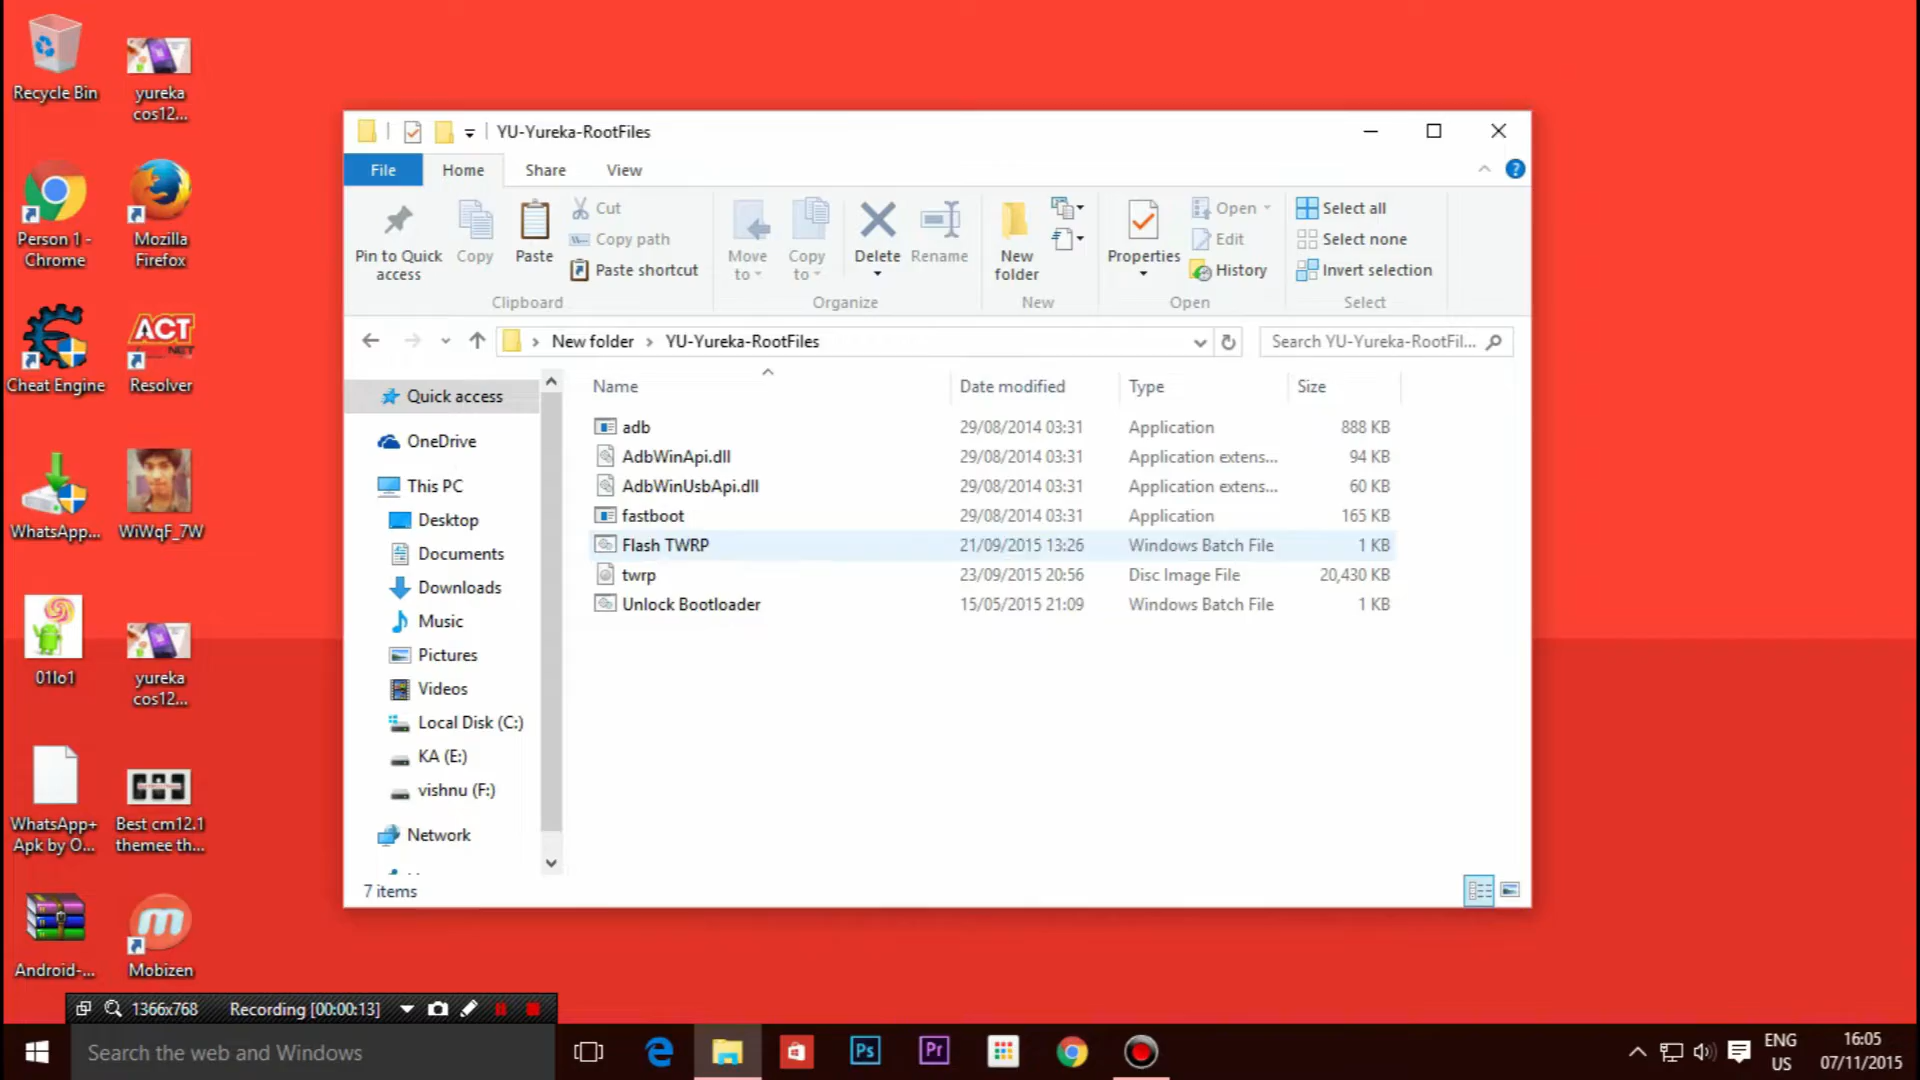 Recycle Bin
yureka
cos12...
Person 1 -
Chrome
Mozilla
Firefox
Cheat Engine
ACT
NET
Resolver
WhatsApp...
WiWqF_7W
01lo1
yureka
cos12...
WhatsApp+
Apk by O...
Best cm12.1
themee th...
Android-...
Mobizen
YU-Yureka-RootFiles
File
Home
Share
View
Pin to Quick
access
Copy
Paste
Cut
Copy path
Paste shortcut
Clipboard
Move
to
Copy
to
Delete
Rename
Organize
New
folder
New
Properties
Open
Edit
History
Open
Select all
Select none
Invert selection
Select
New folder
YU-Yureka-RootFiles
Search YU-Yureka-RootFil...
Quick access
OneDrive
This PC
Desktop
Documents
Downloads
Music
Pictures
Videos
Local Disk (C:)
KA (E:)
vishnu (F:)
Network
Name Date modified Type Size
adb 29/08/2014 03:31 Application 888 KB
AdbWinApi.dll 29/08/2014 03:31 Application extens... 94 KB
AdbWinUsbApi.dll 29/08/2014 03:31 Application extens... 60 KB
fastboot 29/08/2014 03:31 Application 165 KB
Flash TWRP 21/09/2015 13:26 Windows Batch File 1 KB
twrp 23/09/2015 20:56 Disc Image File 20,430 KB
Unlock Bootloader 15/05/2015 21:09 Windows Batch File 1 KB
7 items
1366x768 Recording [00:00:13]
Search the web and Windows
Ps
Pr
ENG
US
16:05
07/11/2015